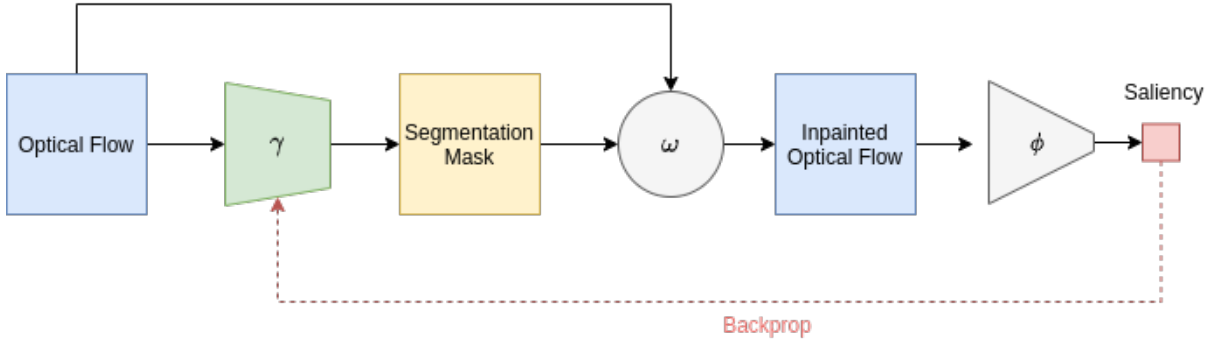 Optical Flow
γ
Segmentation
Mask
ω
Inpainted
Optical Flow
ϕ
Saliency
Backprop